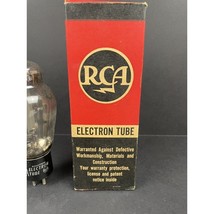 RCA
ELECTRON TUBE
Warranted Against Defective
Workmanship, Materials and
Construction
Your warranty protection,
license and patent
notice inside